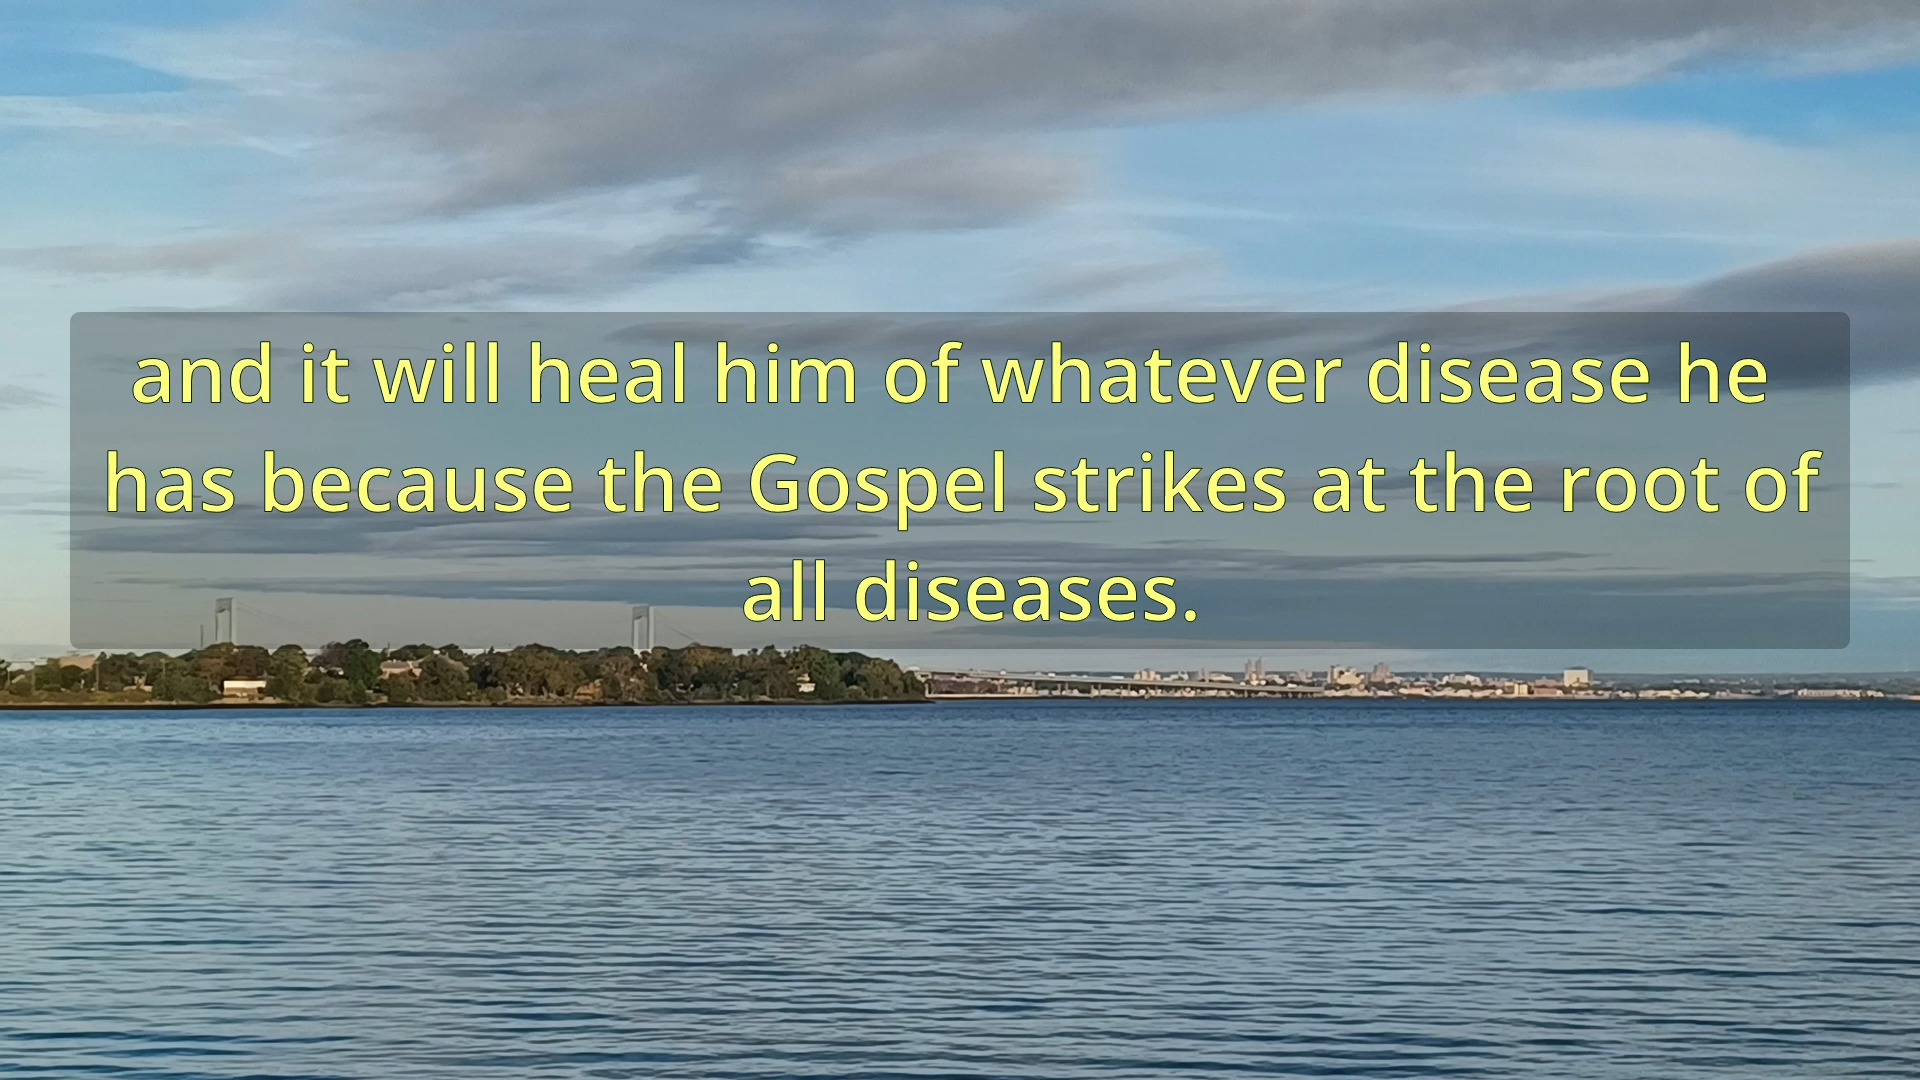 and it will heal him of whatever disease he
has because the Gospel strikes at the root of
all diseases.